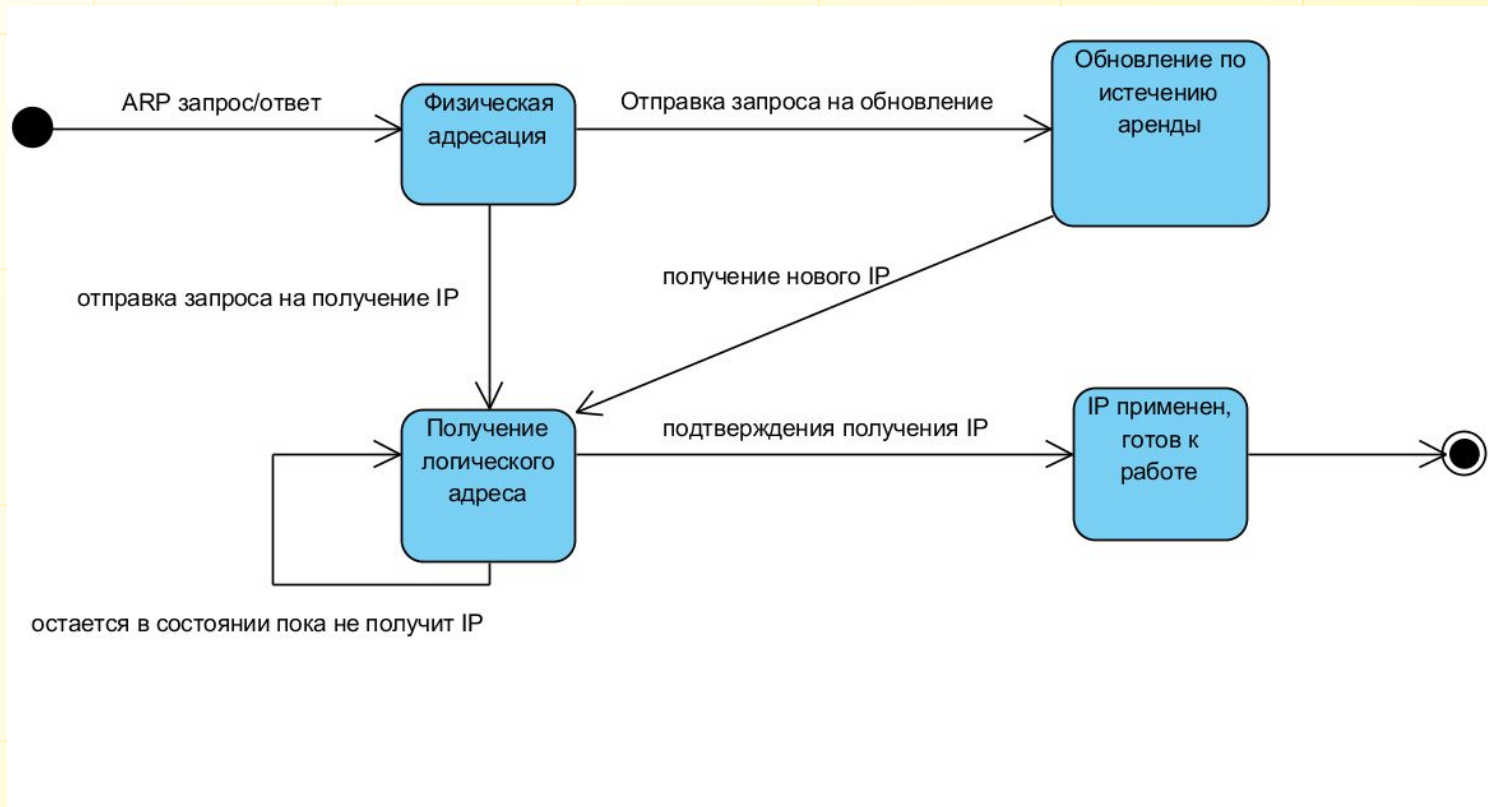 ARP запрос/ответ
Физическая
адресация
Отправка запроса на обновление
Обновление по
истечению
аренды
отправка запроса на получение IP
получение нового IP
Получение
логического
адреса
подтверждения получения IP
IP применен,
готов к
работе
остается в состоянии пока не получит IP